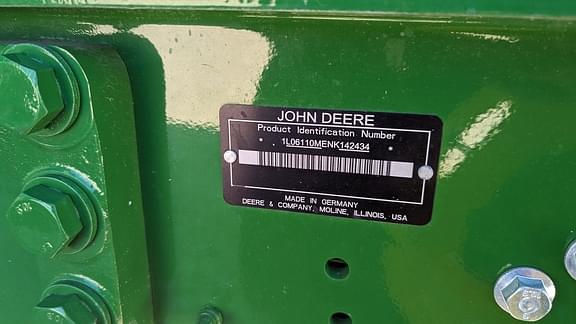 JOHN DEERE
Product Identification Number
1L06110MENK142434
MADE IN GERMANY
DEERE & COMPANY, MOLINE, ILLINOIS, USA